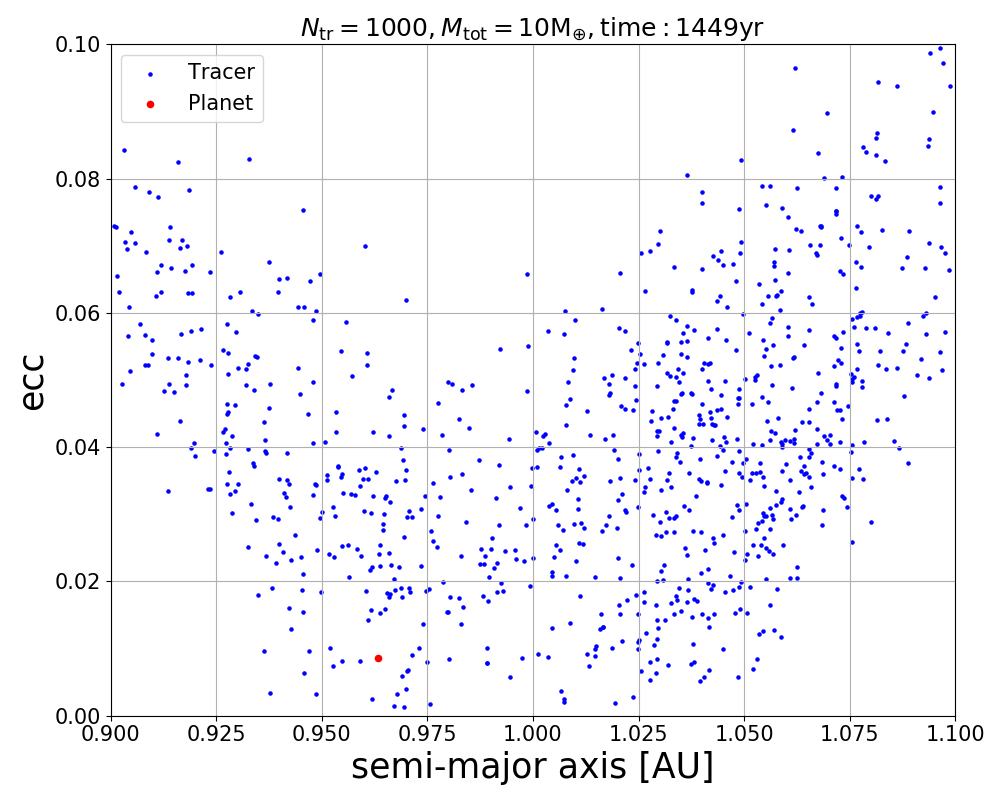 N_tr = 1000, M_tot = 10M_⊕, time : 1449yr
Tracer
Planet
ecc
0.10
0.08
0.06
0.04
0.02
0.00
0.900 0.925 0.950 0.975 1.000 1.025 1.050 1.075 1.100
semi-major axis [AU]